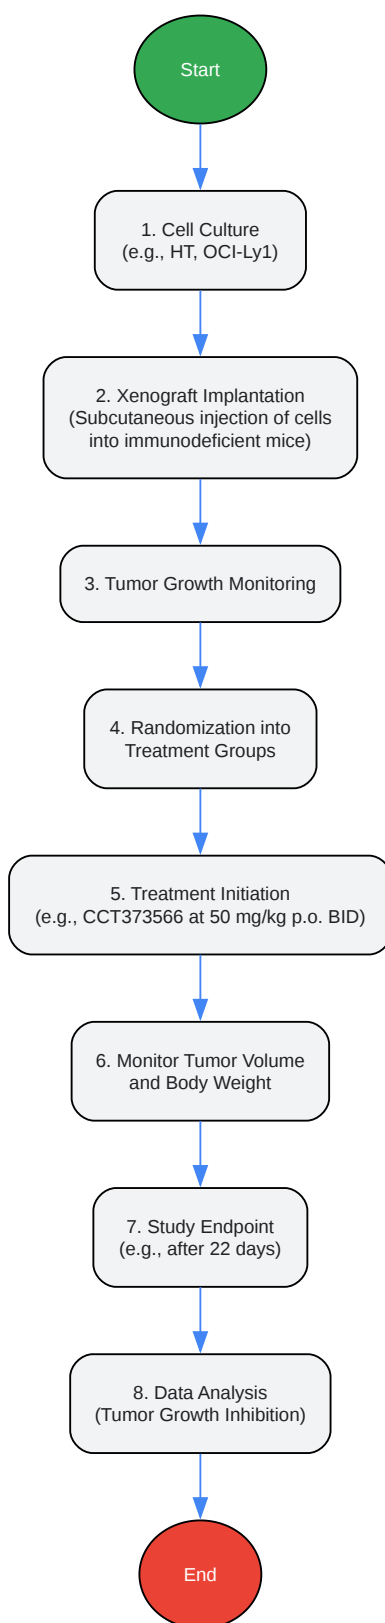 Start
1. Cell Culture
(e.g., HT, OCI-Ly1)
2. Xenograft Implantation
(Subcutaneous injection of cells
into immunodeficient mice)
3. Tumor Growth Monitoring
4. Randomization into
Treatment Groups
5. Treatment Initiation
(e.g., CCT373566 at 50 mg/kg p.o. BID)
6. Monitor Tumor Volume
and Body Weight
7. Study Endpoint
(e.g., after 22 days)
8. Data Analysis
(Tumor Growth Inhibition)
End